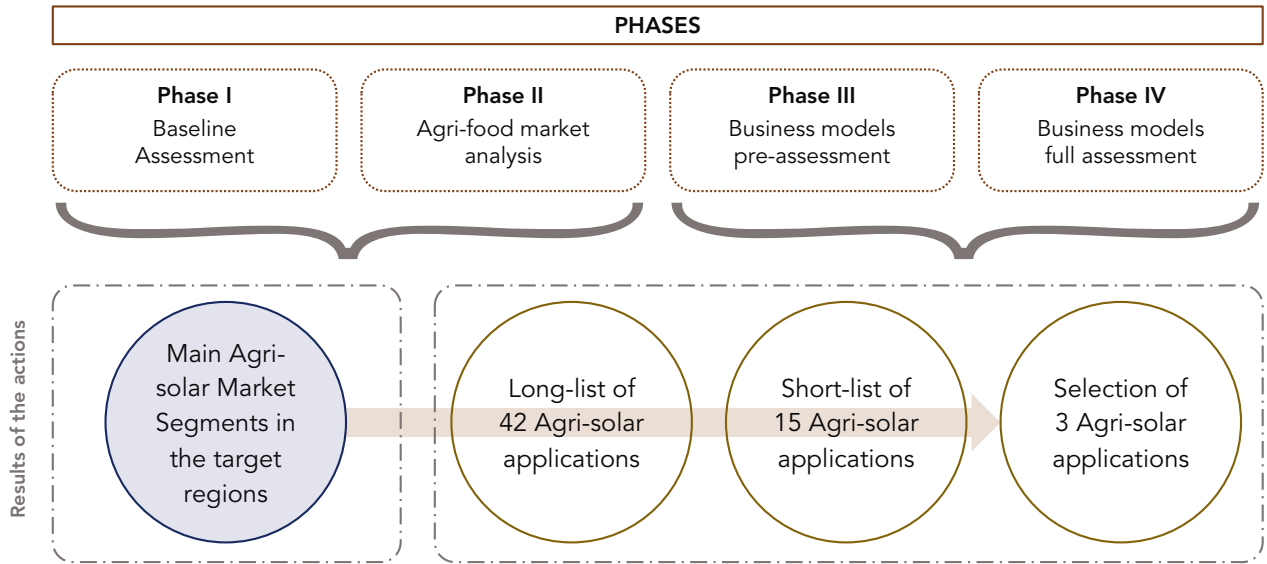 PHASES
Phase I
Baseline
Assessment
Phase II
Agri-food market
analysis
Phase III
Business models
pre-assessment
Phase IV
Business models
full assessment
Results of the actions
Main Agri-
solar Market
Segments in
the target
regions
Long-list of
42 Agri-solar
applications
Short-list of
15 Agri-solar
applications
Selection of
3 Agri-solar
applications